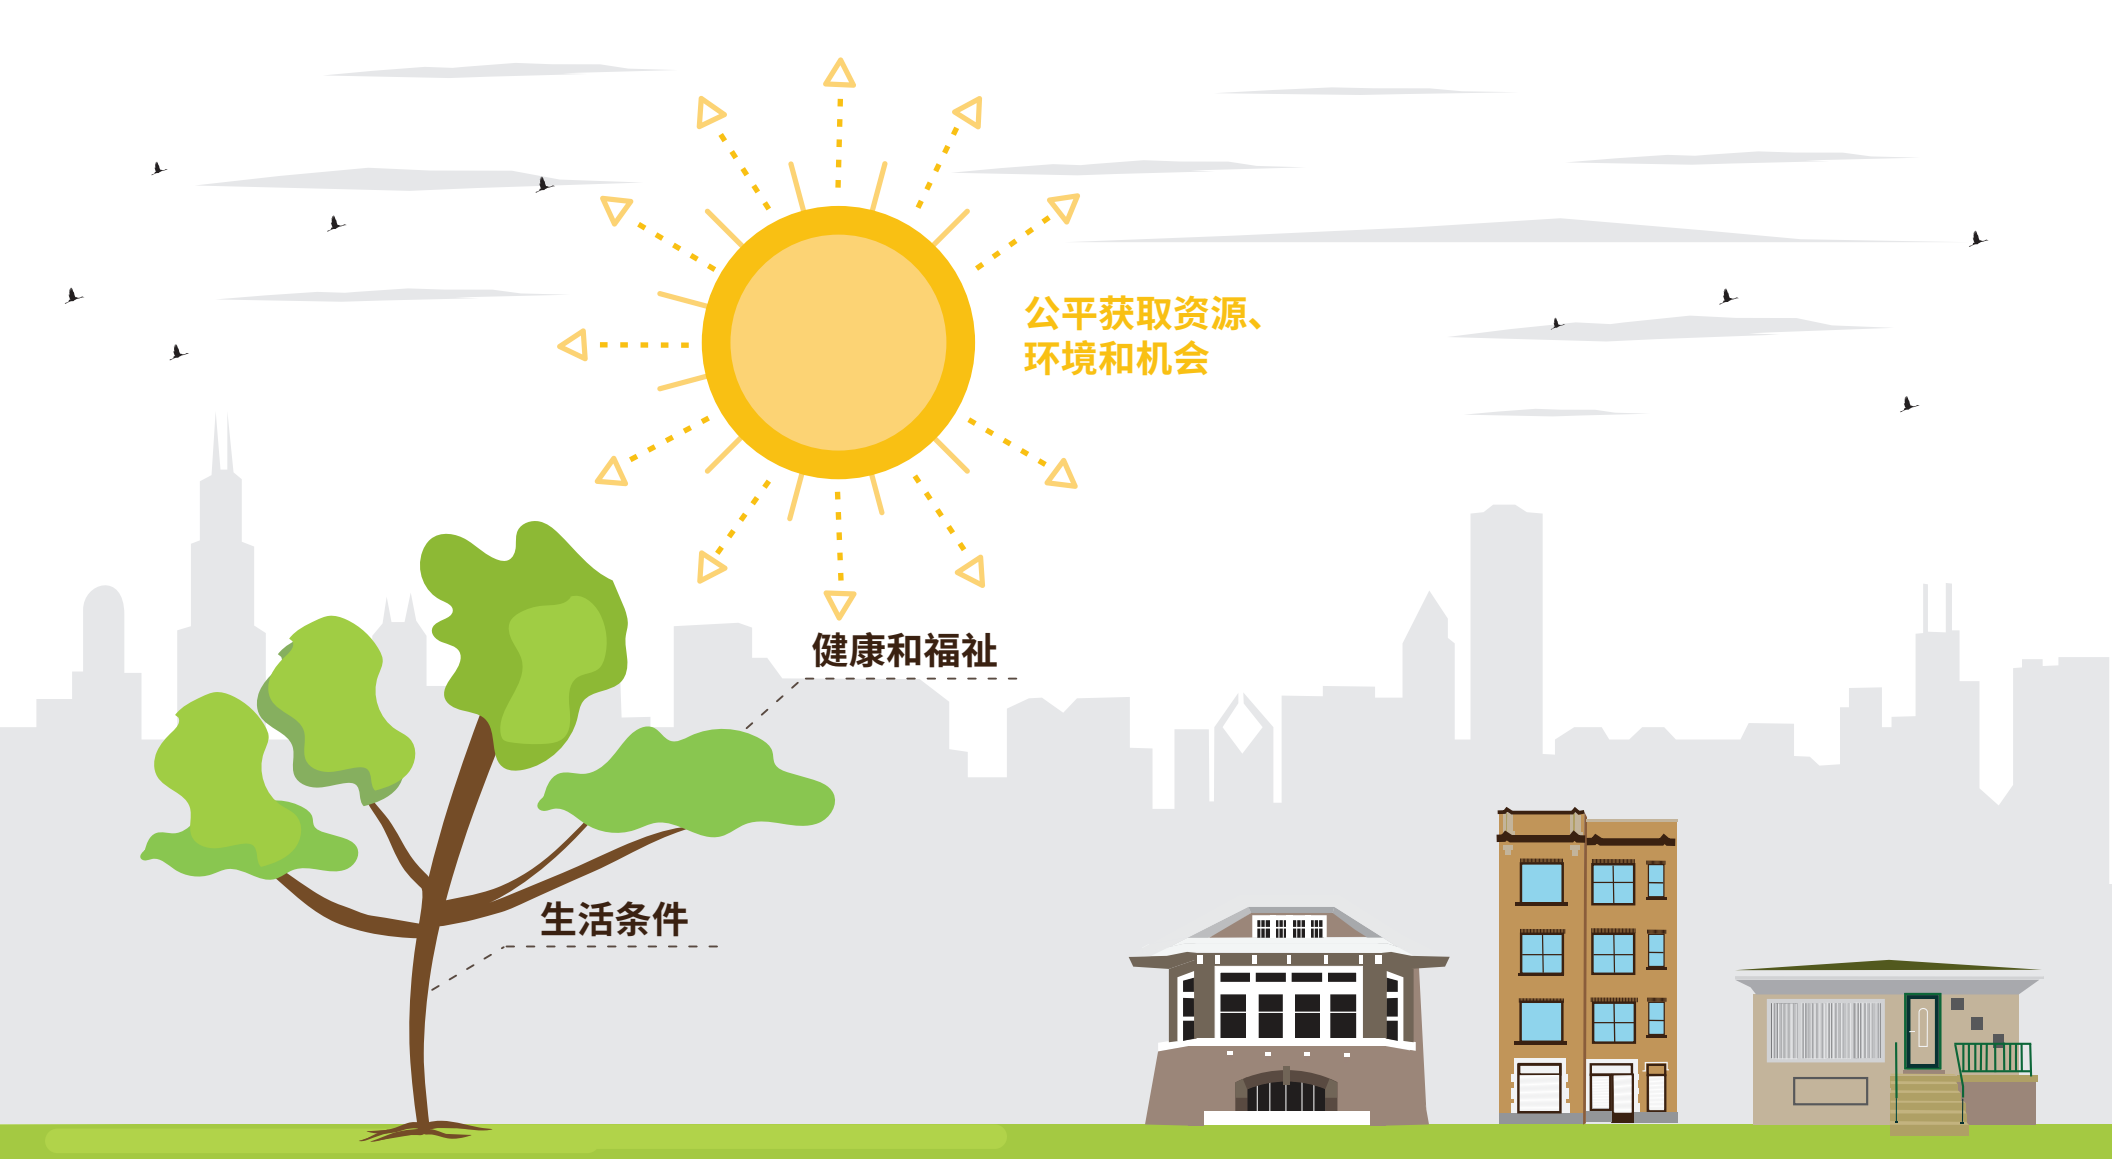 公平获取资源、
环境和机会
健康和福祉
生活条件